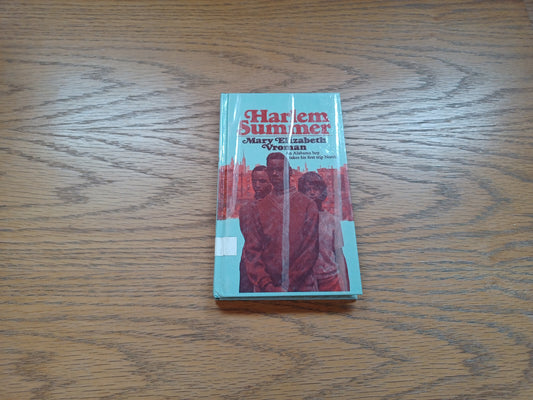 Harlem
Summer
Mary Elizabeth
Vroman
An Alabama boy
takes his first trip North